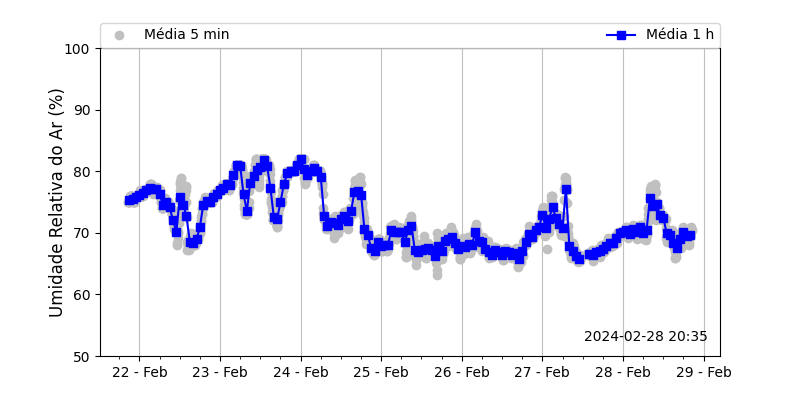 Média 5 min
Média 1 h
Umidade Relativa do Ar (%)
100
90
80
70
60
50
2024-02-28 20:35
22 - Feb
23 - Feb
24 - Feb
25 - Feb
26 - Feb
27 - Feb
28 - Feb
29 - Feb